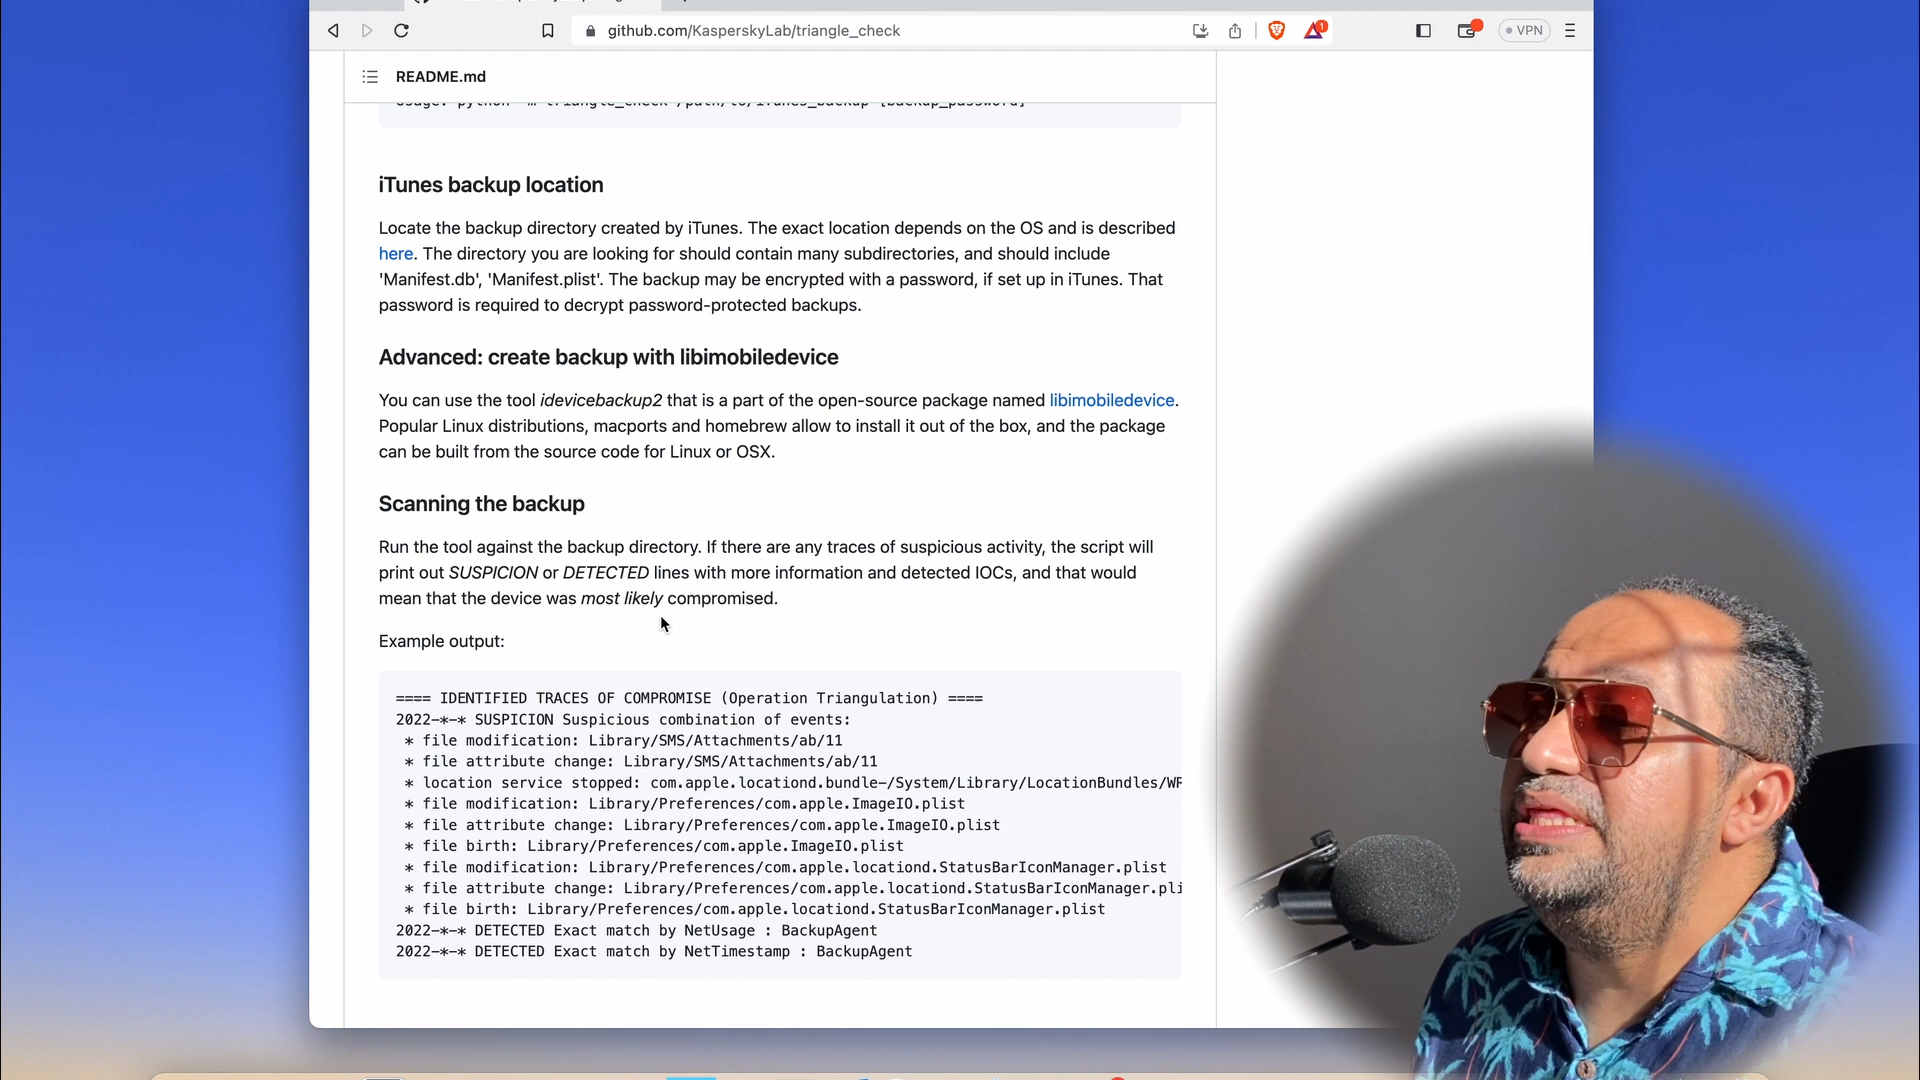 github.com/KasperskyLab/triangle_check
1
VPN
README.md
usage: python -m triangle_check /path/to/iTunes_backup [backup_password]
iTunes backup location
Locate the backup directory created by iTunes. The exact location depends on the OS and is described
here. The directory you are looking for should contain many subdirectories, and should include
'Manifest.db', 'Manifest.plist'. The backup may be encrypted with a password, if set up in iTunes. That
password is required to decrypt password-protected backups.
Advanced: create backup with libimobiledevice
You can use the tool idevicebackup2 that is a part of the open-source package named libimobiledevice.
Popular Linux distributions, macports and homebrew allow to install it out of the box, and the package
can be built from the source code for Linux or OSX.
Scanning the backup
Run the tool against the backup directory. If there are any traces of suspicious activity, the script will
print out SUSPICION or DETECTED lines with more information and detected IOCs, and that would
mean that the device was most likely compromised.
Example output:
==== IDENTIFIED TRACES OF COMPROMISE (Operation Triangulation) ====
2022-*-* SUSPICION Suspicious combination of events:
* file modification: Library/SMS/Attachments/ab/11
* file attribute change: Library/SMS/Attachments/ab/11
* location service stopped: com.apple.locationd.bundle-/System/Library/LocationBundles/WR
* file modification: Library/Preferences/com.apple.ImageIO.plist
* file attribute change: Library/Preferences/com.apple.ImageIO.plist
* file birth: Library/Preferences/com.apple.ImageIO.plist
* file modification: Library/Preferences/com.apple.locationd.StatusBarIconManager.plist
* file attribute change: Library/Preferences/com.apple.locationd.StatusBarIconManager.pli
* file birth: Library/Preferences/com.apple.locationd.StatusBarIconManager.plist
2022-*-* DETECTED Exact match by NetUsage : BackupAgent
2022-*-* DETECTED Exact match by NetTimestamp : BackupAgent